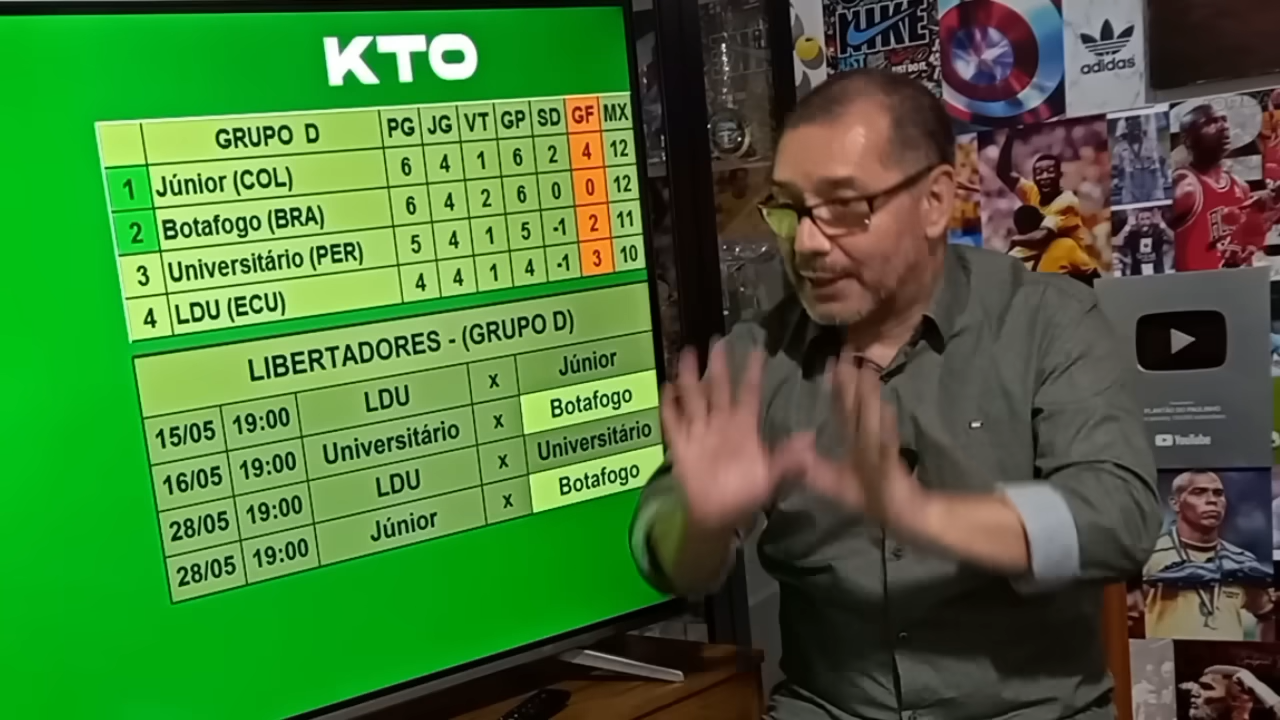 KTO
GRUPO D PG JG VT GP SD GF MX
1 Júnior (COL) 6 4 1 6 2 4 12
2 Botafogo (BRA) 6 4 2 6 0 0 12
3 Universitário (PER) 5 4 1 5 -1 2 11
4 LDU (ECU) 4 4 1 4 -1 3 10
LIBERTADORES - (GRUPO D)
15/05 19:00 LDU x Júnior
16/05 19:00 Universitário x Botafogo
28/05 19:00 LDU x Universitário
28/05 19:00 Júnior x Botafogo
NIKE
JUST DO IT.
adidas
PLANTÃO DO PAULINHO
YouTube